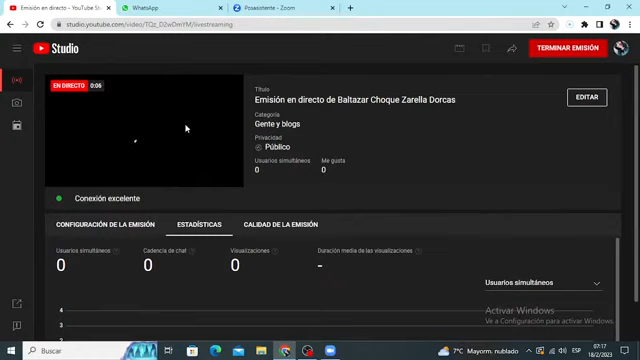 Emisión en directo - YouTube Stu
WhatsApp
Posasistente - Zoom
studio.youtube.com/video/TQz_D2wDmYM/livestreaming
Studio
TERMINAR EMISIÓN
EN DIRECTO 0:06
Título
Emisión en directo de Baltazar Choque Zarella Dorcas
EDITAR
Categoría
Gente y blogs
Privacidad
Público
Usuarios simultáneos Me gusta
0 0
Conexión excelente
CONFIGURACIÓN DE LA EMISIÓN ESTADÍSTICAS CALIDAD DE LA EMISIÓN
Usuarios simultáneos Cadencia de chat Visualizaciones Duración media de las visualizaciones
0 0 0 -
Usuarios simultáneos
4
3
Activar Windows
Ve a Configuración para activar Windows.
Buscar
7°C Mayorm. nublado
ESP
07:17
18/2/2023